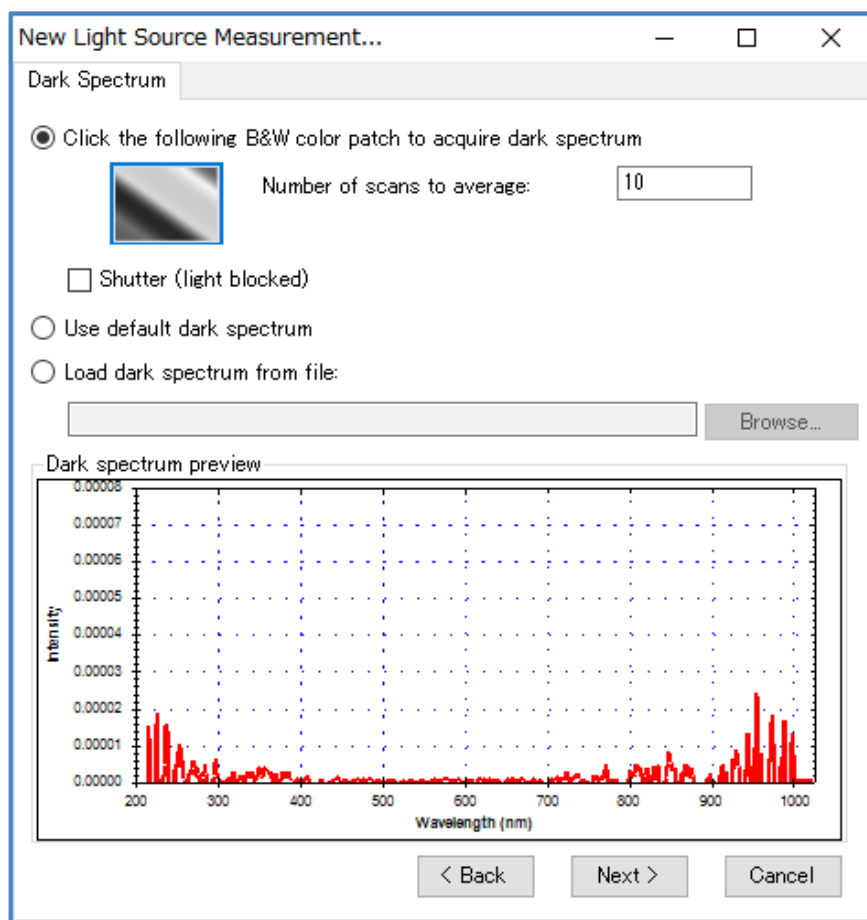 New Light Source Measurement...
Dark Spectrum
Click the following B&W color patch to acquire dark spectrum
Number of scans to average: 10
Shutter (light blocked)
Use default dark spectrum
Load dark spectrum from file:
Browse...
Dark spectrum preview
0.00008
0.00007
0.00006
0.00005
0.00004
0.00003
0.00002
0.00001
0.00000
Intensity
200 300 400 500 600 700 800 900 1000
Wavelength (nm)
< Back Next > Cancel